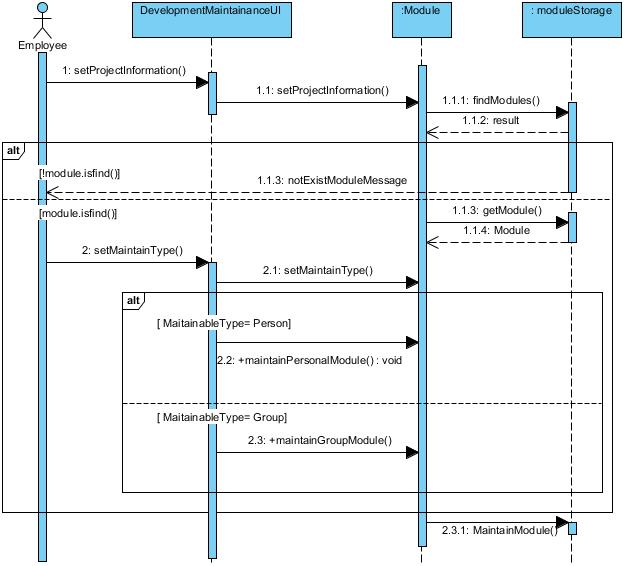 DevelopmentMaintainanceUI
:Module
: moduleStorage
Employee
1: setProjectInformation()
1.1: setProjectInformation()
1.1.1: findModules()
1.1.2: result
alt
[!module.isfind()]
1.1.3: notExistModuleMessage
[module.isfind()]
1.1.3: getModule()
1.1.4: Module
2: setMaintainType()
2.1: setMaintainType()
alt
[ MaitainableType= Person]
2.2: +maintainPersonalModule() : void
[ MaitainableType= Group]
2.3: +maintainGroupModule()
2.3.1: MaintainModule()